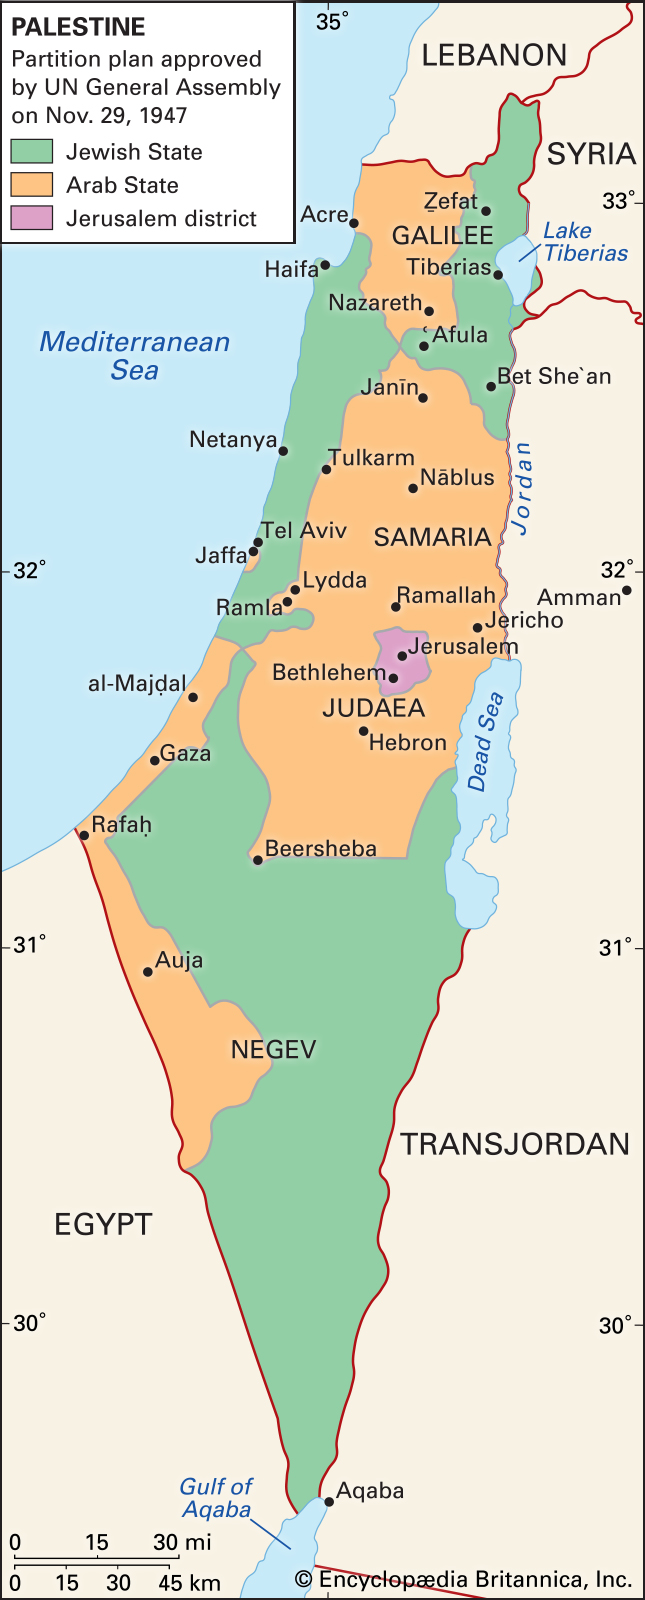 PALESTINE
Partition plan approved
by UN General Assembly
on Nov. 29, 1947
Jewish State
Arab State
Jerusalem district
35°
LEBANON
SYRIA
33°
Z̲efat
Acre
GALILEE
Lake
Tiberias
Haifa
Tiberias
Nazareth
ʿAfula
Mediterranean
Sea
Bet She`an
Janīn
Netanya
Tulkarm
Nāblus
Jordan
Tel Aviv
SAMARIA
Jaffa
32°
32°
Lydda
Ramla
Ramallah
Amman
Jericho
Jerusalem
Bethlehem
al-Majḍal
JUDAEA
Hebron
Dead Sea
Gaza
Rafaḥ
Beersheba
31°
31°
Auja
NEGEV
TRANSJORDAN
EGYPT
30°
30°
Gulf of
Aqaba
Aqaba
0 15 30 mi
0 15 30 45 km
© Encyclopædia Britannica, Inc.